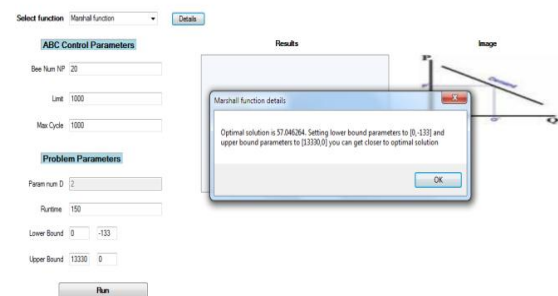 Select function Marshall function Details
ABC Control Parameters
Results
Image
Bee Num NP 20
Limit 1000
Max Cycle 1000
Problem Parameters
Param num D 2
Runtime 150
Lower Bound 0 -133
Upper Bound 13330 0
Run
P
Q
Marshall function details
Optimal solution is 57.046264. Setting lower bound parameters to [0,-133] and
upper bound parameters to [13330,0] you can get closer to optimal solution
OK